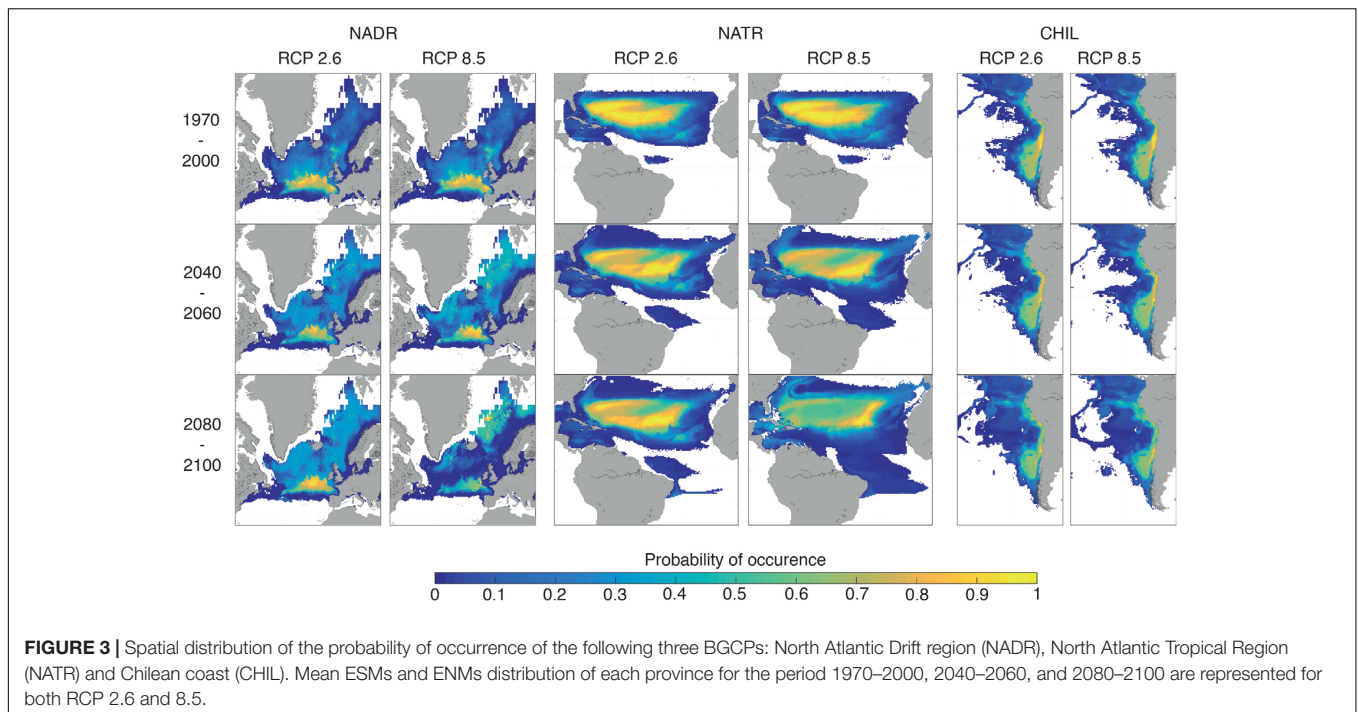 NADR NATR CHIL
RCP 2.6 RCP 8.5 RCP 2.6 RCP 8.5 RCP 2.6 RCP 8.5
1970
-
2000
2040
-
2060
2080
-
2100
Probability of occurence
0 0.1 0.2 0.3 0.4 0.5 0.6 0.7 0.8 0.9 1
FIGURE 3 | Spatial distribution of the probability of occurrence of the following three BGCPs: North Atlantic Drift region (NADR), North Atlantic Tropical Region
(NATR) and Chilean coast (CHIL). Mean ESMs and ENMs distribution of each province for the period 1970–2000, 2040–2060, and 2080–2100 are represented for
both RCP 2.6 and 8.5.